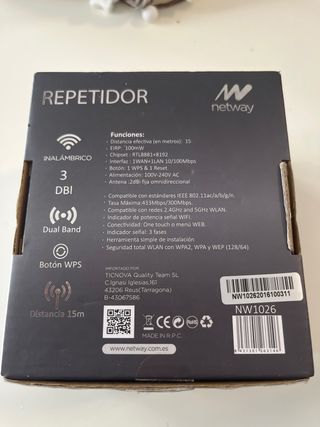 REPETIDOR
netway
INALÁMBRICO
3
DBI
Dual Band
Botón WPS
Distancia 15m
Funciones:
- Distancia efectiva (en metros): 15
- EIRP: 100mW
- Chipset: RTL8881+8192
- Interfaz: 1WAN+1LAN 10/100Mbps
- Botón: 1 WPS & 1 Reset
- Alimentación: 100V-240V AC
- Antena: 2dBi fija omnidireccional
- Compatible con estándares IEEE 802.11ac/a/b/g/n.
- Tasa Máxima:433Mbps/300Mbps.
- Compatible con redes 2.4GHz and 5GHz WLAN.
- Indicador de potencia señal WIFI.
- Conectividad: One touch o menú WEB.
- Indicador señal: 3 fases
- Herramienta simple de instalación
- Seguridad total WLAN con WPA2, WPA y WEP (128/64)
IMPORTADO POR
TICNOVA Quality Team SL
C.Ignasi Iglesias,161
43206 Reus(Tarragona)
B-43067586
CE
MADE IN R.P.C.
www.netway.com.es
NW10262016100311
NW1026